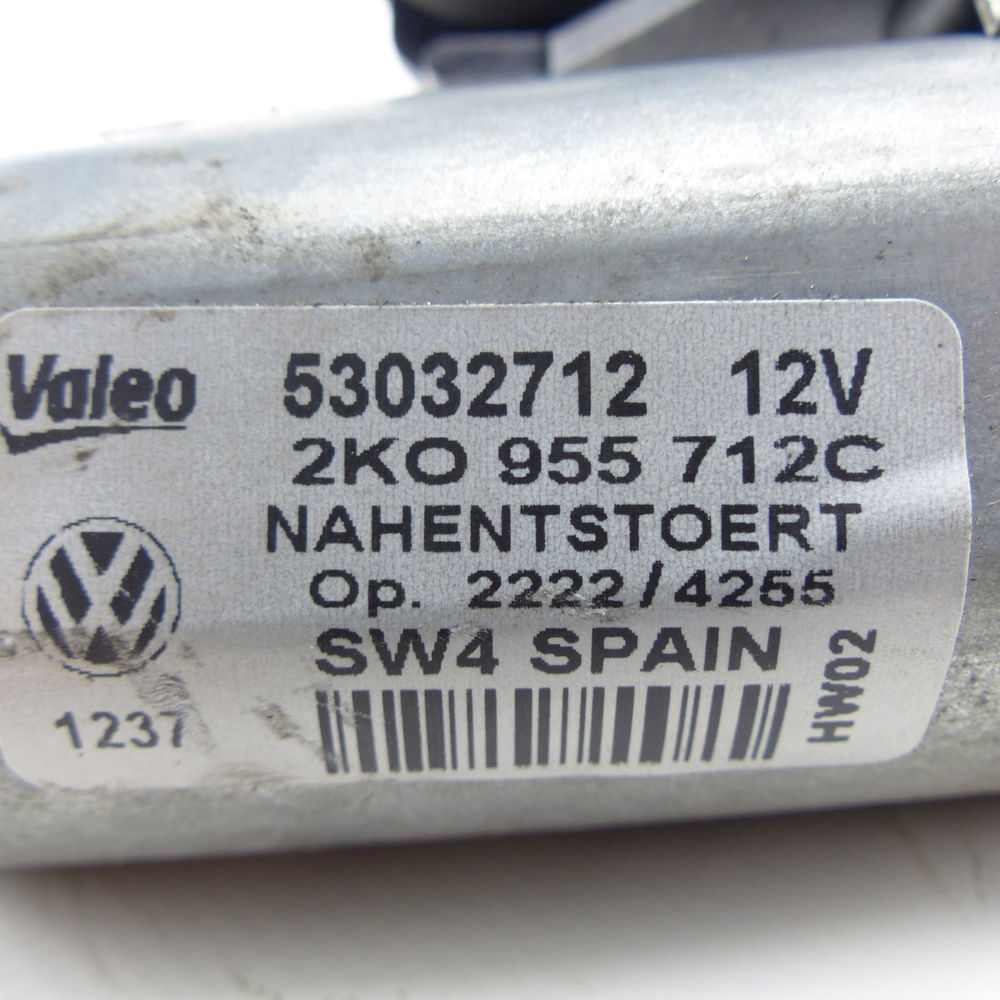 Valeo 53032712 12V
2KO 955 712C
NAHENTSTOERT
Op. 2222/4255
SW4 SPAIN
HW02
1237